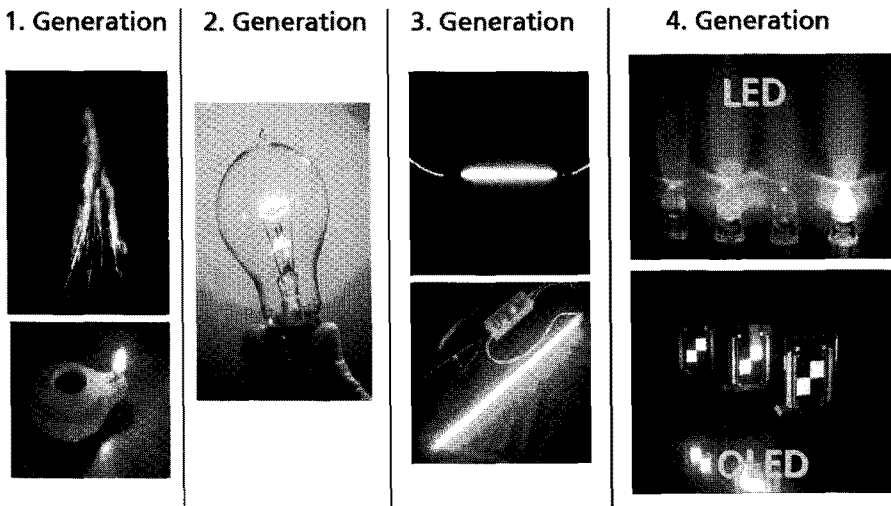 1. Generation
2. Generation
3. Generation
4. Generation
LED
OLED